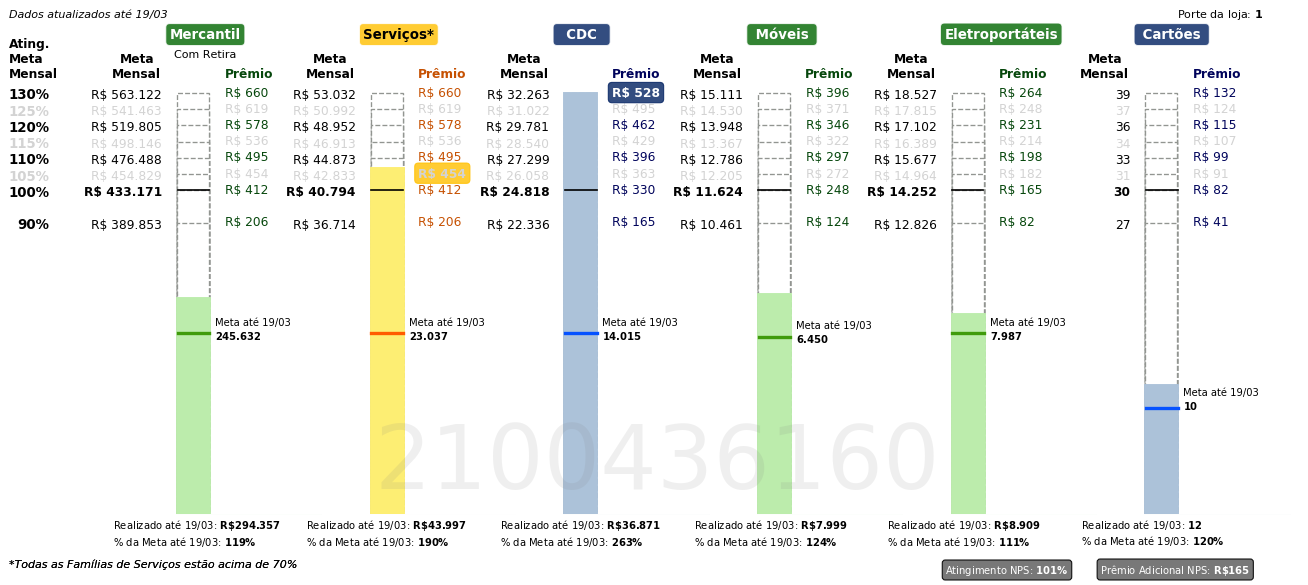 Dados atualizados até 19/03
Porte da loja: 1
Mercantil Serviços* CDC Móveis Eletroportáteis Cartões
Com Retira
Ating. Meta Mensal Meta Mensal Prêmio Meta Mensal Prêmio Meta Mensal Prêmio Meta Mensal Prêmio Meta Mensal Prêmio Meta Mensal Prêmio
130% R$ 563.122 R$ 660 R$ 53.032 R$ 660 R$ 32.263 R$ 528 R$ 15.111 R$ 396 R$ 18.527 R$ 264 39 R$ 132
125% R$ 541.463 R$ 619 R$ 50.992 R$ 619 R$ 31.022 R$ 495 R$ 14.530 R$ 371 R$ 17.815 R$ 248 37 R$ 124
120% R$ 519.805 R$ 578 R$ 48.952 R$ 578 R$ 29.781 R$ 462 R$ 13.948 R$ 346 R$ 17.102 R$ 231 36 R$ 115
115% R$ 498.146 R$ 536 R$ 46.913 R$ 536 R$ 28.540 R$ 429 R$ 13.367 R$ 322 R$ 16.389 R$ 214 34 R$ 107
110% R$ 476.488 R$ 495 R$ 44.873 R$ 495 R$ 27.299 R$ 396 R$ 12.786 R$ 297 R$ 15.677 R$ 198 33 R$ 99
105% R$ 454.829 R$ 454 R$ 42.833 R$ 454 R$ 26.058 R$ 363 R$ 12.205 R$ 272 R$ 14.964 R$ 182 31 R$ 91
100% R$ 433.171 R$ 412 R$ 40.794 R$ 412 R$ 24.818 R$ 330 R$ 11.624 R$ 248 R$ 14.252 R$ 165 30 R$ 82
90% R$ 389.853 R$ 206 R$ 36.714 R$ 206 R$ 22.336 R$ 165 R$ 10.461 R$ 124 R$ 12.826 R$ 82 27 R$ 41
Meta até 19/03 Meta até 19/03 Meta até 19/03 Meta até 19/03 Meta até 19/03
245.632 23.037 14.015 6.450 7.987
Meta até 19/03
10
2100436160
Realizado até 19/03: R$294.357 Realizado até 19/03: R$43.997 Realizado até 19/03: R$36.871 Realizado até 19/03: R$7.999 Realizado até 19/03: R$8.909 Realizado até 19/03: 12
% da Meta até 19/03: 119% % da Meta até 19/03: 190% % da Meta até 19/03: 263% % da Meta até 19/03: 124% % da Meta até 19/03: 111% % da Meta até 19/03: 120%
*Todas as Famílias de Serviços estão acima de 70%
Atingimento NPS: 101% Prêmio Adicional NPS: R$165